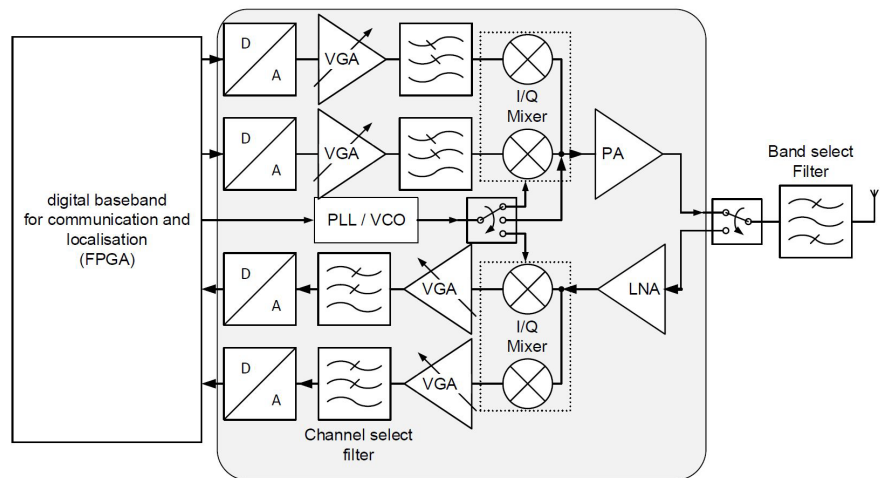 digital baseband
for communication and
localisation
(FPGA)
D
A
VGA
I/Q
Mixer
D
A
VGA
PA
Band select
Filter
PLL / VCO
D
A
VGA
I/Q
Mixer
LNA
D
A
VGA
Channel select
filter